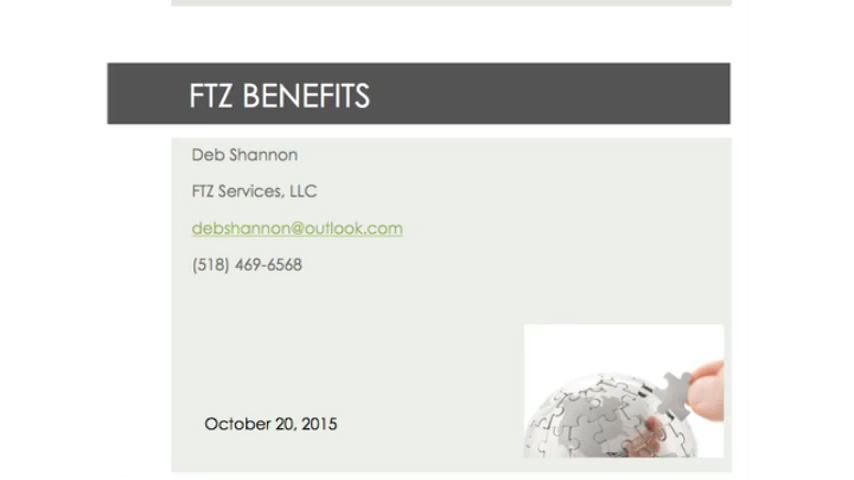 FTZ BENEFITS
Deb Shannon
FTZ Services, LLC
debshannon@outlook.com
(518) 469-6568
October 20, 2015